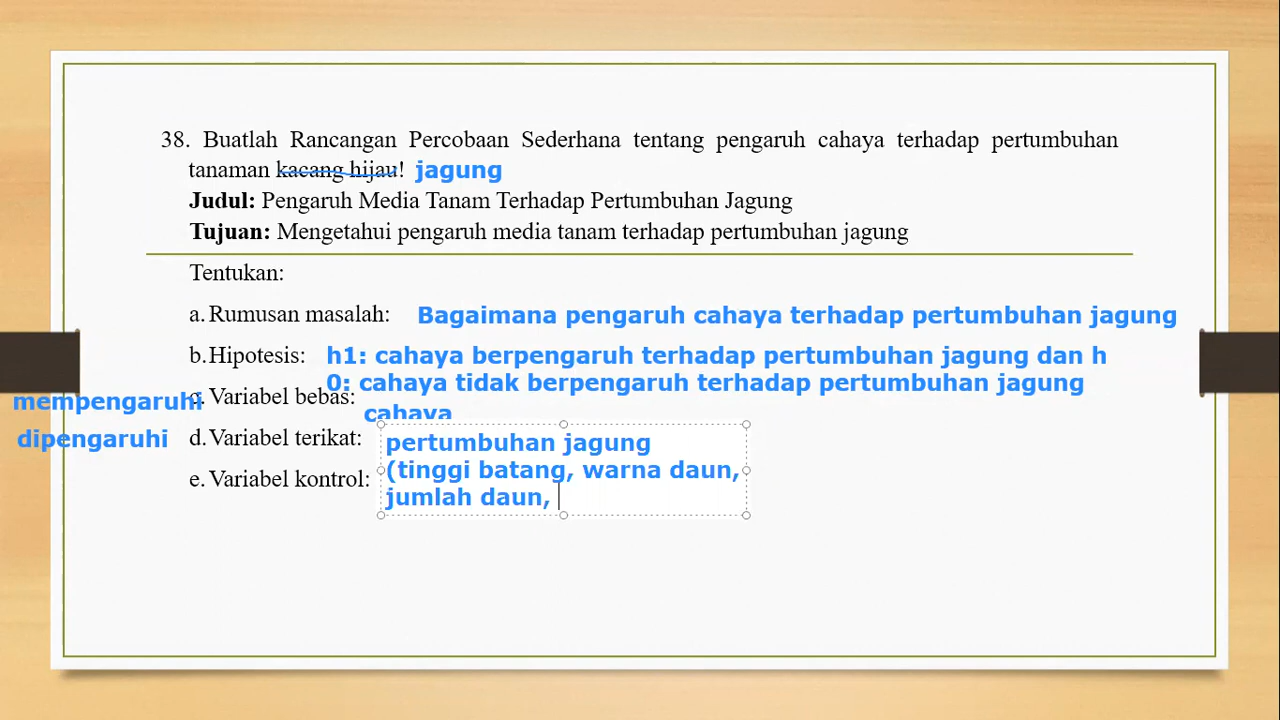 38. Buatlah Rancangan Percobaan Sederhana tentang pengaruh cahaya terhadap pertumbuhan
tanaman kacang hijau! jagung
Judul: Pengaruh Media Tanam Terhadap Pertumbuhan Jagung
Tujuan: Mengetahui pengaruh media tanam terhadap pertumbuhan jagung
Tentukan:
a. Rumusan masalah: Bagaimana pengaruh cahaya terhadap pertumbuhan jagung
b. Hipotesis: h1: cahaya berpengaruh terhadap pertumbuhan jagung dan h
0: cahaya tidak berpengaruh terhadap pertumbuhan jagung
mempengaruhi c. Variabel bebas:
cahaya
dipengaruhi d. Variabel terikat: pertumbuhan jagung
(tinggi batang, warna daun,
e. Variabel kontrol:
jumlah daun,